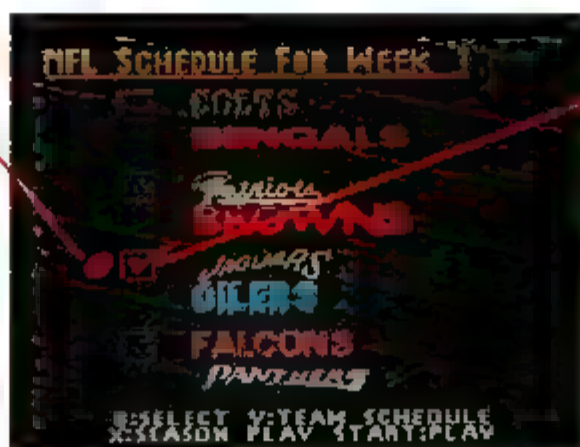 NFL SCHEDULE FOR WEEK 1
COLTS
BENGALS
Patriots
BROWNS
JAGUARS
OILERS
FALCONS
PANTHERS
B:SELECT Y:TEAM SCHEDULE
X:SEASON PLAY START:PLAY